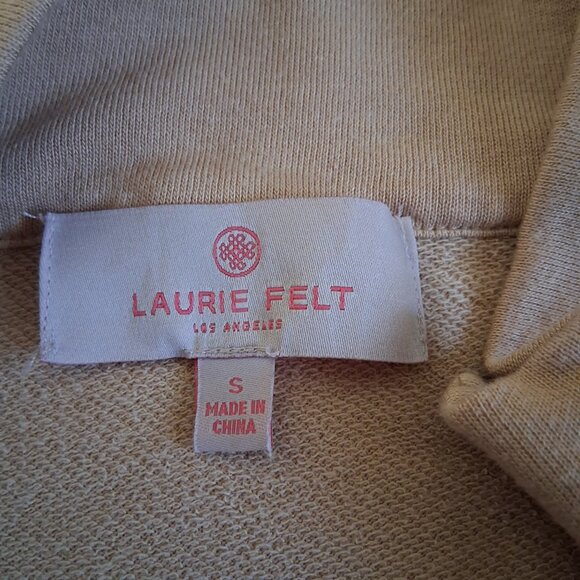 LAURIE FELT
LOS ANGELES
S
MADE IN
CHINA